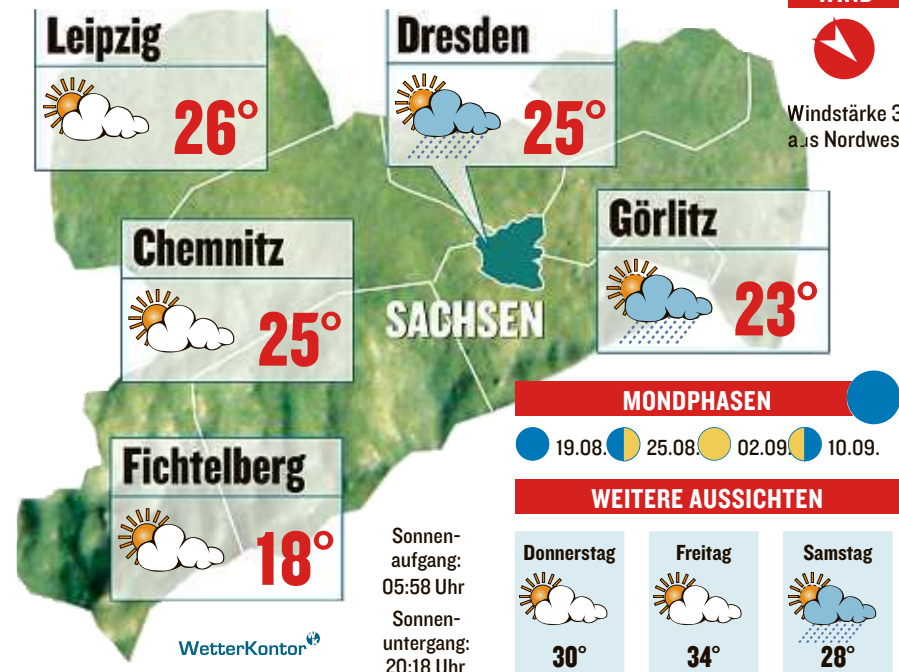 Leipzig
26°
Dresden
25°
Windstärke 3
Chemnitz
25°
Görlitz
23°
SACHSEN
Fichtelberg
18°
WetterKontor
Sonnen-
aufgang:
05:58 Uhr
Sonnen-
untergang:
20:18 Uhr
MONDPHASEN
19.08. 25.08. 02.09. 10.09.
WEITERE AUSSICHTEN
Donnerstag Freitag Samstag
30° 34° 28°